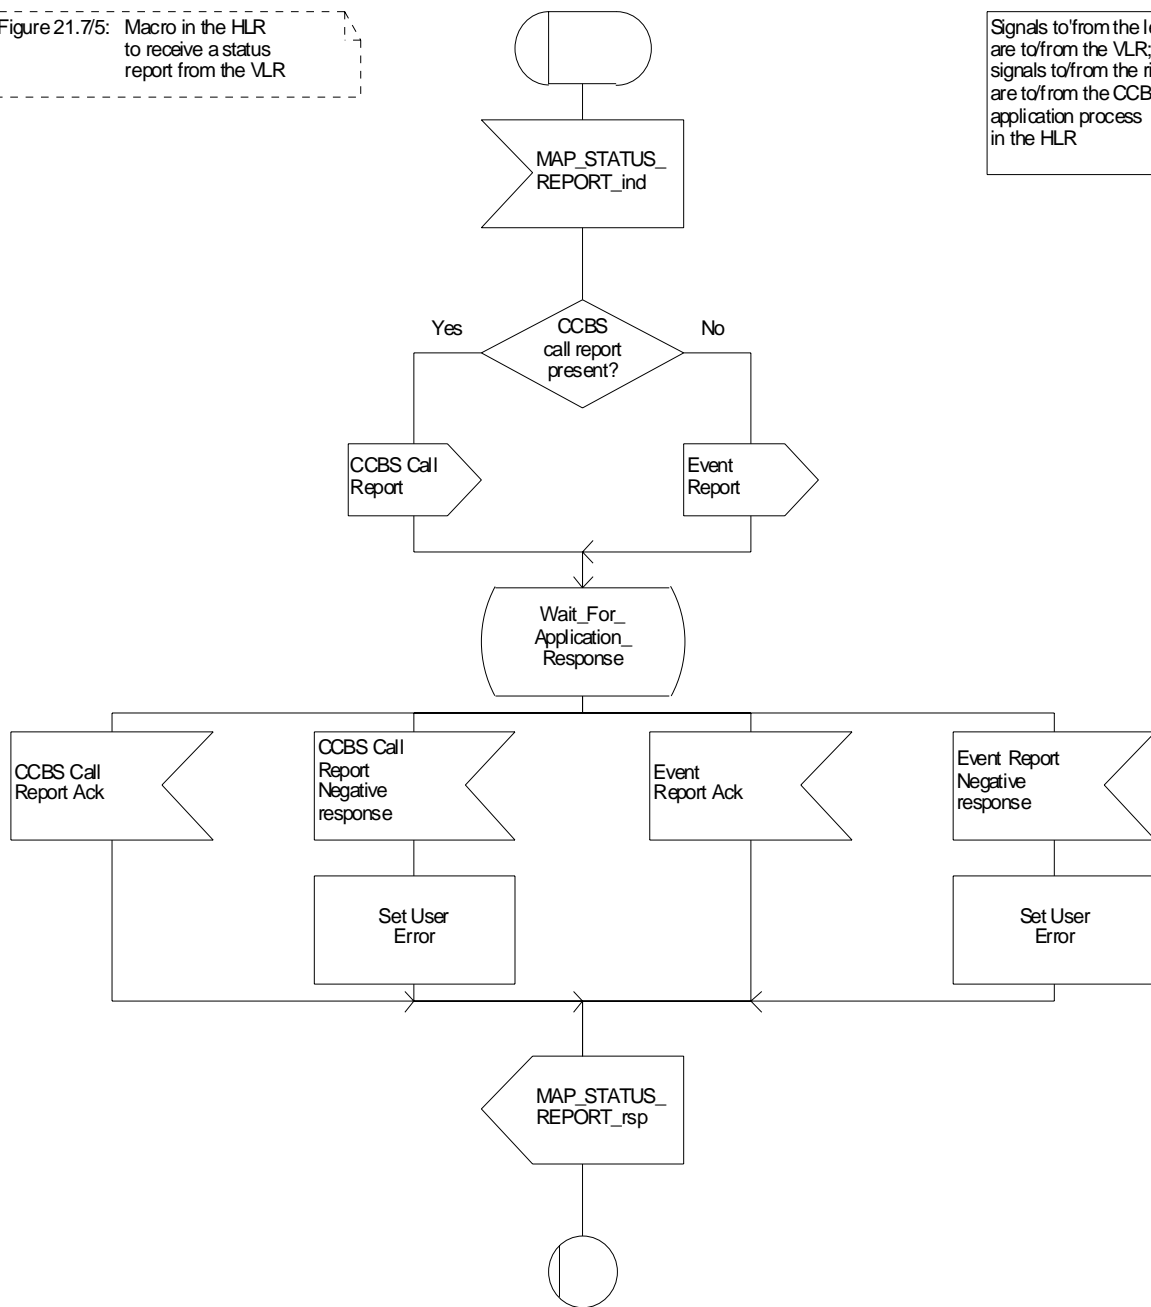 Figure 21.7/5: Macro in the HLR
to receive a status
report from the VLR
Signals to'from the
are to/from the VLR;
signals to/from the
are to/from the
application process
in the HLR
MAP_STATUS_
REPORT_ind
Yes
CCBS
call report
present?
No
CCBS Call
Report
Event
Report
Wait_For_
Application_
Response
CCBS Call
Report Ack
CCBS Call
Report
Negative
response
Event
Report Ack
Event Report
Negative
response
Set User
Error
Set User
Error
MAP_STATUS_
REPORT_rsp